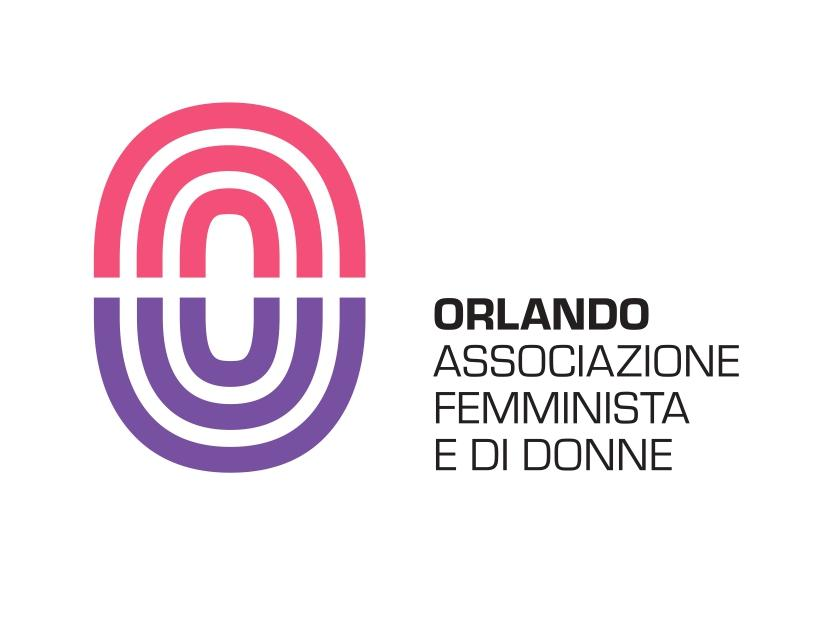 ORLANDO
ASSOCIAZIONE
FEMMINISTA
E DI DONNE